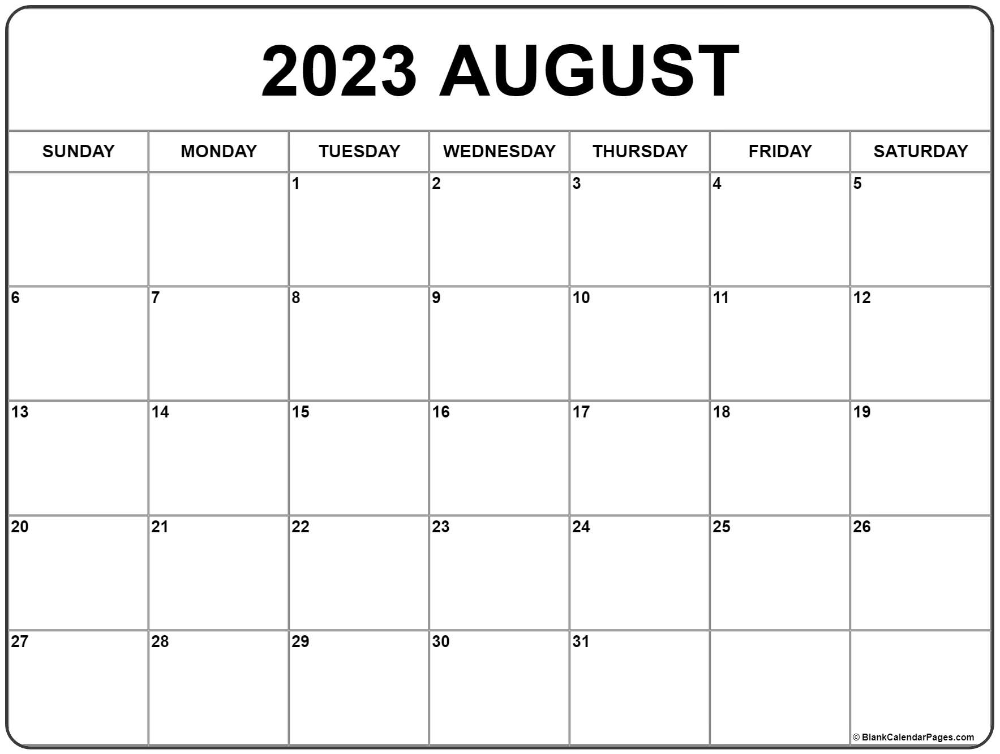 2023 AUGUST
SUNDAY MONDAY TUESDAY WEDNESDAY THURSDAY FRIDAY SATURDAY
1 2 3 4 5
6 7 8 9 10 11 12
13 14 15 16 17 18 19
20 21 22 23 24 25 26
27 28 29 30 31
© BlankCalendarPages.com